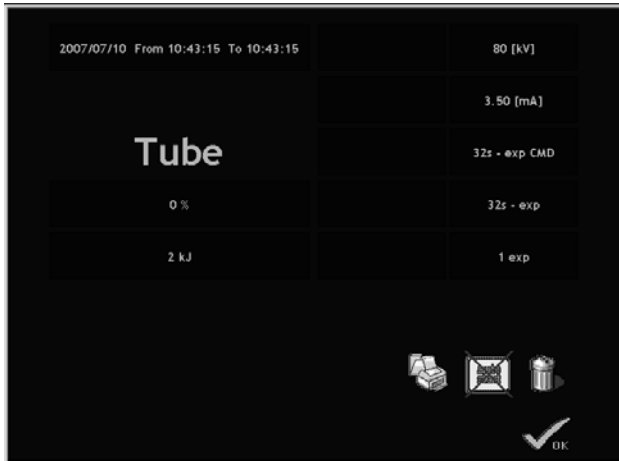 2007/07/10 From 10:43:15 To 10:43:15
80 [kV]
3.50 [mA]
Tube
32s - exp CMD
0 %
32s - exp
2 kJ
1 exp
OK